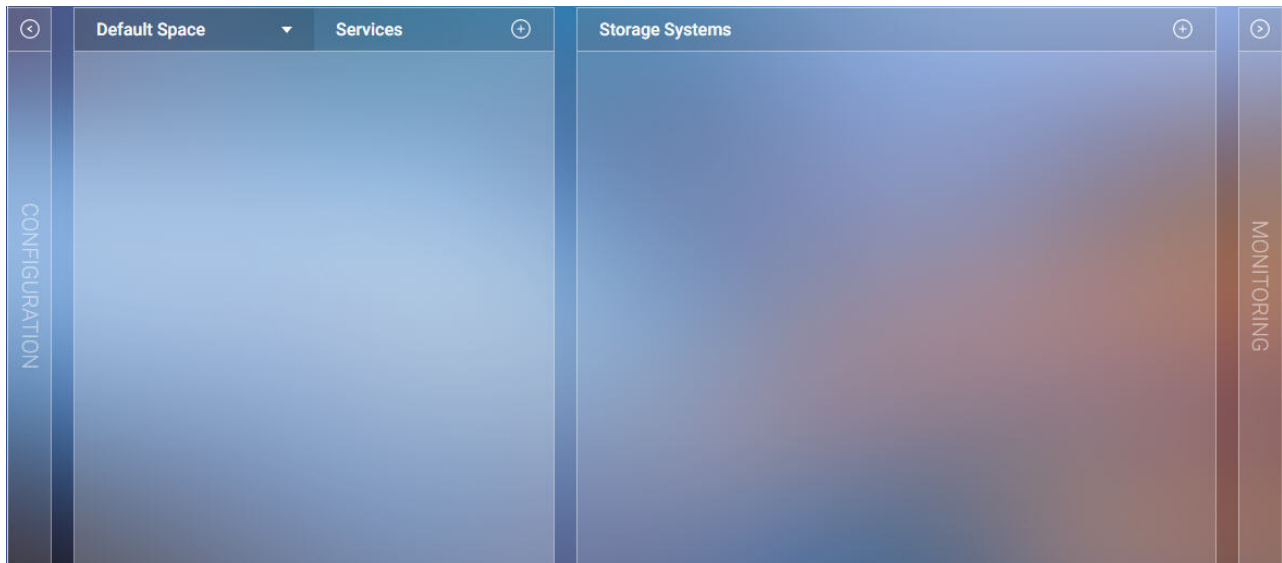 Default Space
Services
Storage Systems
CONFIGURATION
MONITORING